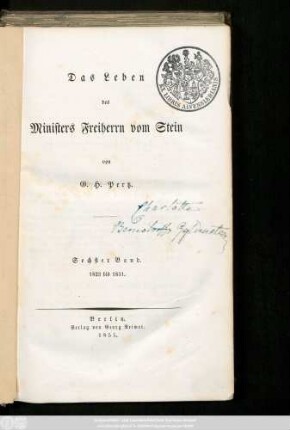 Das Leben
des
Ministers Freiherrn vom Stein
von
G. H. Pertz.
Charlotte
Sechster Band.
1823 bis 1831.
Berlin.
Verlag von Georg Reimer.
1855.